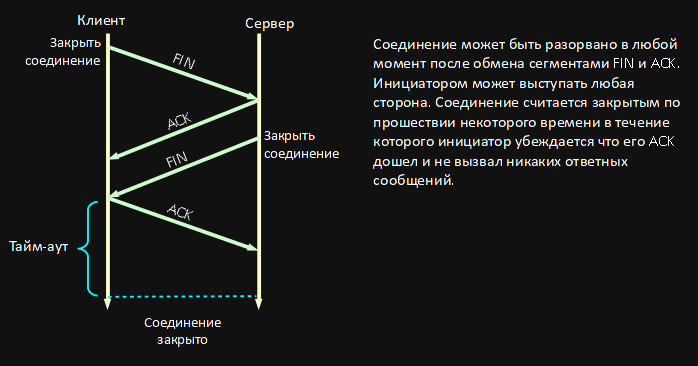 Клиент
Сервер
Закрыть
соединение
FIN
ACK
Закрыть
соединение
FIN
ACK
Тайм-аут
Соединение
закрыто
Соединение может быть разорвано в любой
момент после обмена сегментами FIN и ACK.
Инициатором может выступать любая
сторона. Соединение считается закрытым по
прошествии некоторого времени в течение
которого инициатор убеждается что его ACK
дошел и не вызвал никаких ответных
сообщений.